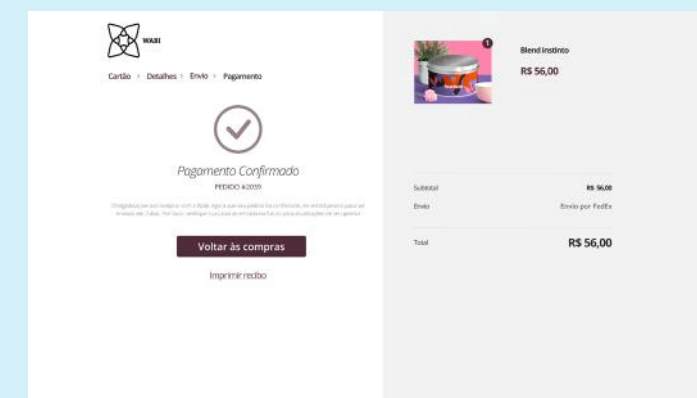 WABI
Cartão > Detalhes > Envio > Pagamento
Pagamento Confirmado
PEDIDO #2039
Voltar às compras
Imprimir recibo
1
Blend Instinto
R$ 56,00
Subtotal R$ 56,00
Envio Envio por FedEx
Total R$ 56,00